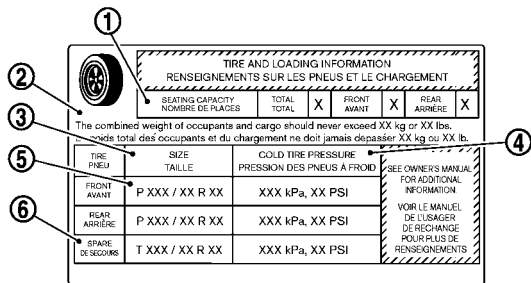 ①
TIRE AND LOADING INFORMATION
RENSEIGNEMENTS SUR LES PNEUS ET LE CHARGEMENT
②
SEATING CAPACITY
NOMBRE DE PLACES
TOTAL
TOTAL
X
FRONT
AVANT
X
REAR
ARRIÈRE
X
③
The combined weight of occupants and cargo should never exceed XX kg or XX lbs.
poids total des occupants et du chargement ne doit jamais depasser XX kg ou XX lb.
④
TIRE
PNEU
SIZE
TAILLE
COLD TIRE PRESSURE
PRESSION DES PNEUS À FROID
SEE OWNER'S MANUAL
FOR ADDITIONAL
INFORMATION.
VOIR LE MANUEL
DE L'USAGER
DE RECHANGE
POUR PLUS DE
RENSEIGNEMENTS
⑤
FRONT
AVANT
P XXX / XX R XX
XXX kPa, XX PSI
REAR
ARRIÈRE
P XXX / XX R XX
XXX kPa, XX PSI
⑥
SPARE
DE SECOURS
T XXX / XX R XX
XXX kPa, XX PSI